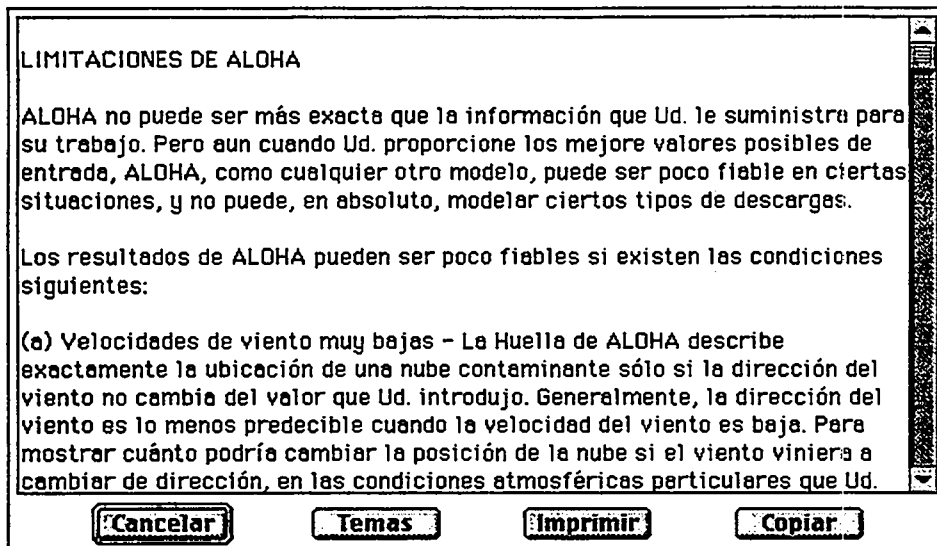 LIMITACIONES DE ALOHA
ALOHA no puede ser más exacta que la información que Ud. le suministra para
su trabajo. Pero aun cuando Ud. proporcione los mejore valores posibles de
entrada, ALOHA, como cualquier otro modelo, puede ser poco fiable en ciertas
situaciones, y no puede, en absoluto, modelar ciertos tipos de descargas.
Los resultados de ALOHA pueden ser poco fiables si existen las condiciones
siguientes:
(a) Velocidades de viento muy bajas - La Huella de ALOHA describe
exactamente la ubicación de una nube contaminante sólo si la dirección del
viento no cambia del valor que Ud. introdujo. Generalmente, la dirección del
viento es lo menos predecible cuando la velocidad del viento es baja. Para
mostrar cuánto podría cambiar la posición de la nube si el viento viniera a
cambiar de dirección, en las condiciones atmosféricas particulares que Ud.
Cancelar Temas Imprimir Copiar